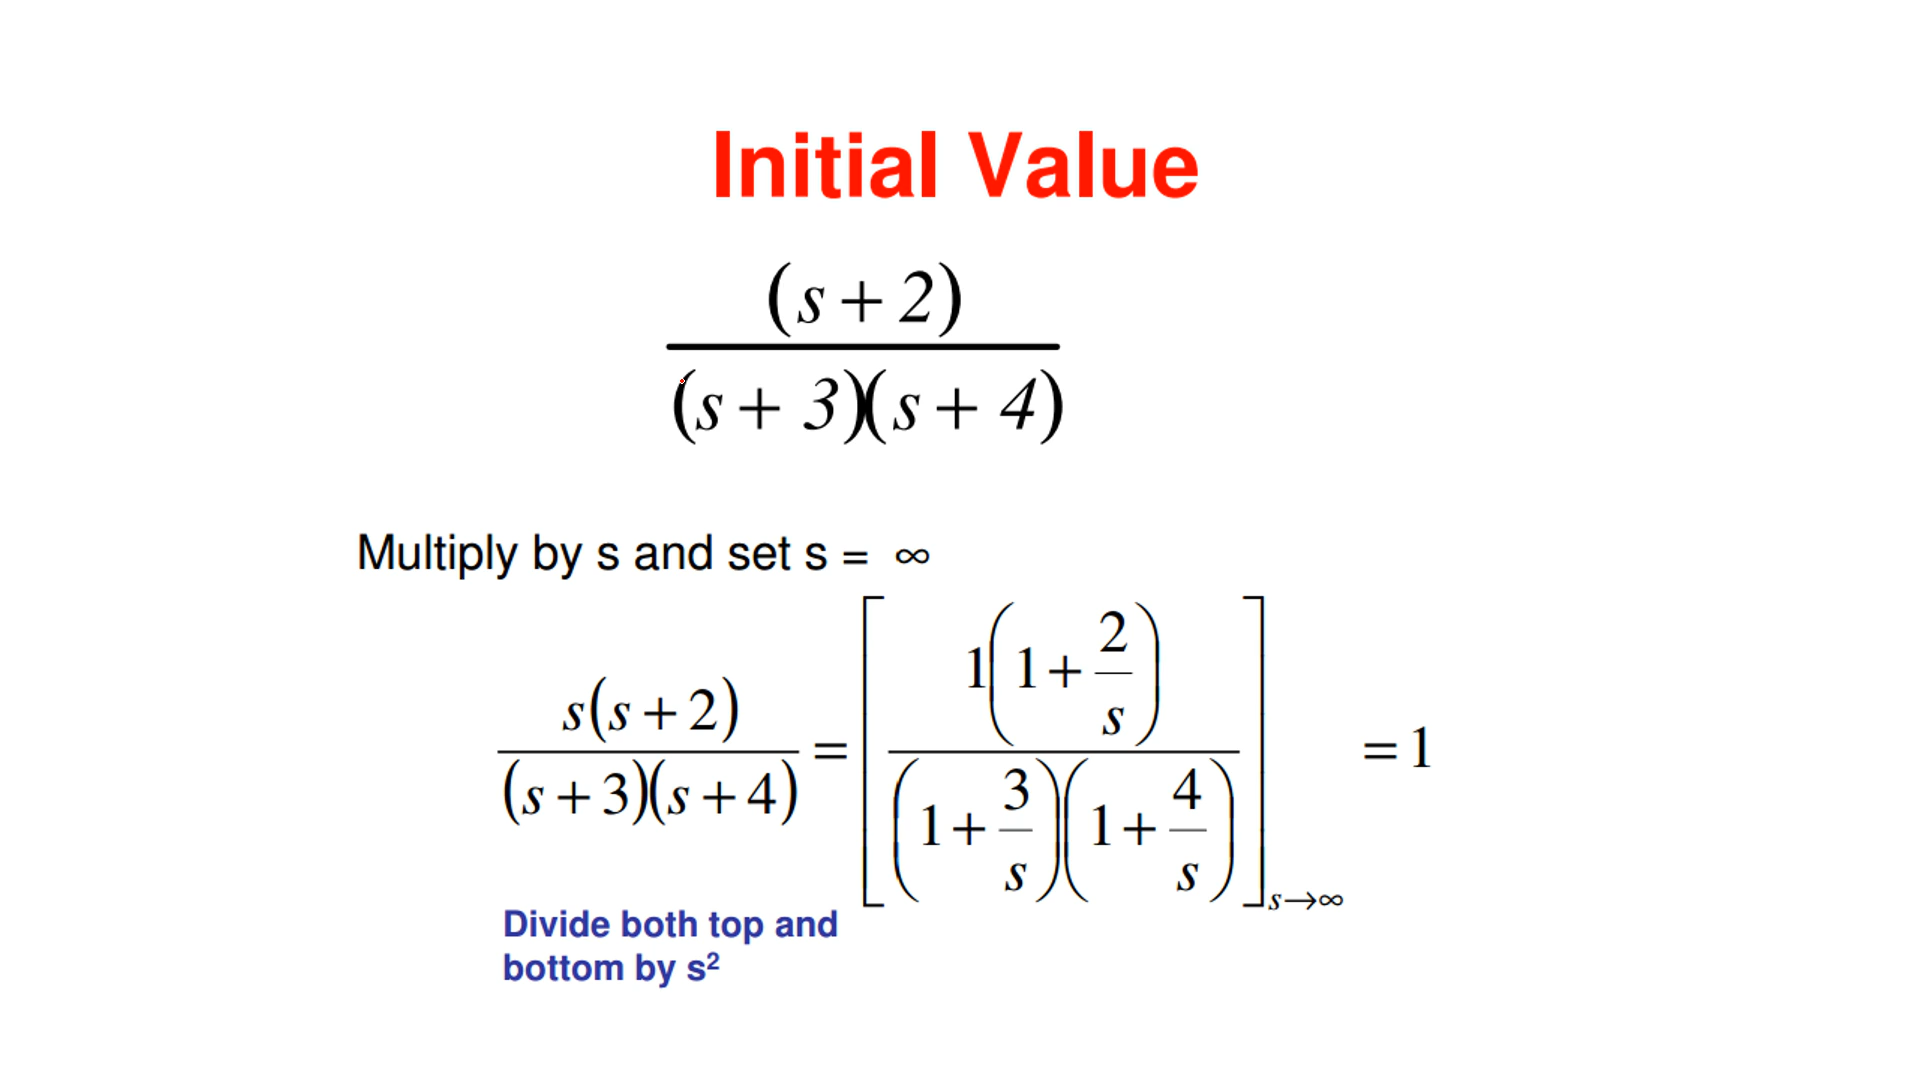 Initial Value
(s + 2)
(s + 3)(s + 4)
Multiply by s and set s = ∞
s(s + 2) / (s + 3)(s + 4) = [ 1(1 + 2/s) / (1 + 3/s)(1 + 4/s) ] s→∞ = 1
Divide both top and
bottom by s²